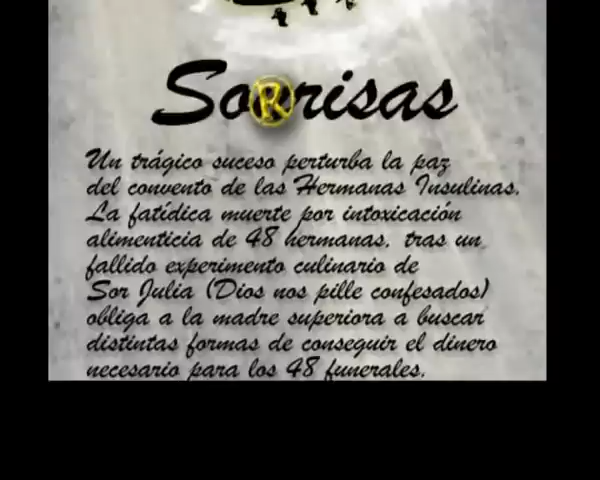 Sorrisas
Un trágico suceso perturba la paz
del convento de las Hermanas Insulinas.
La fatídica muerte por intoxicación
alimenticia de 48 hermanas, tras un
fallido experimento culinario de
Sor Julia (Dios nos pille confesados)
obliga a la madre superiora a buscar
distintas formas de conseguir el dinero
necesario para los 48 funerales.